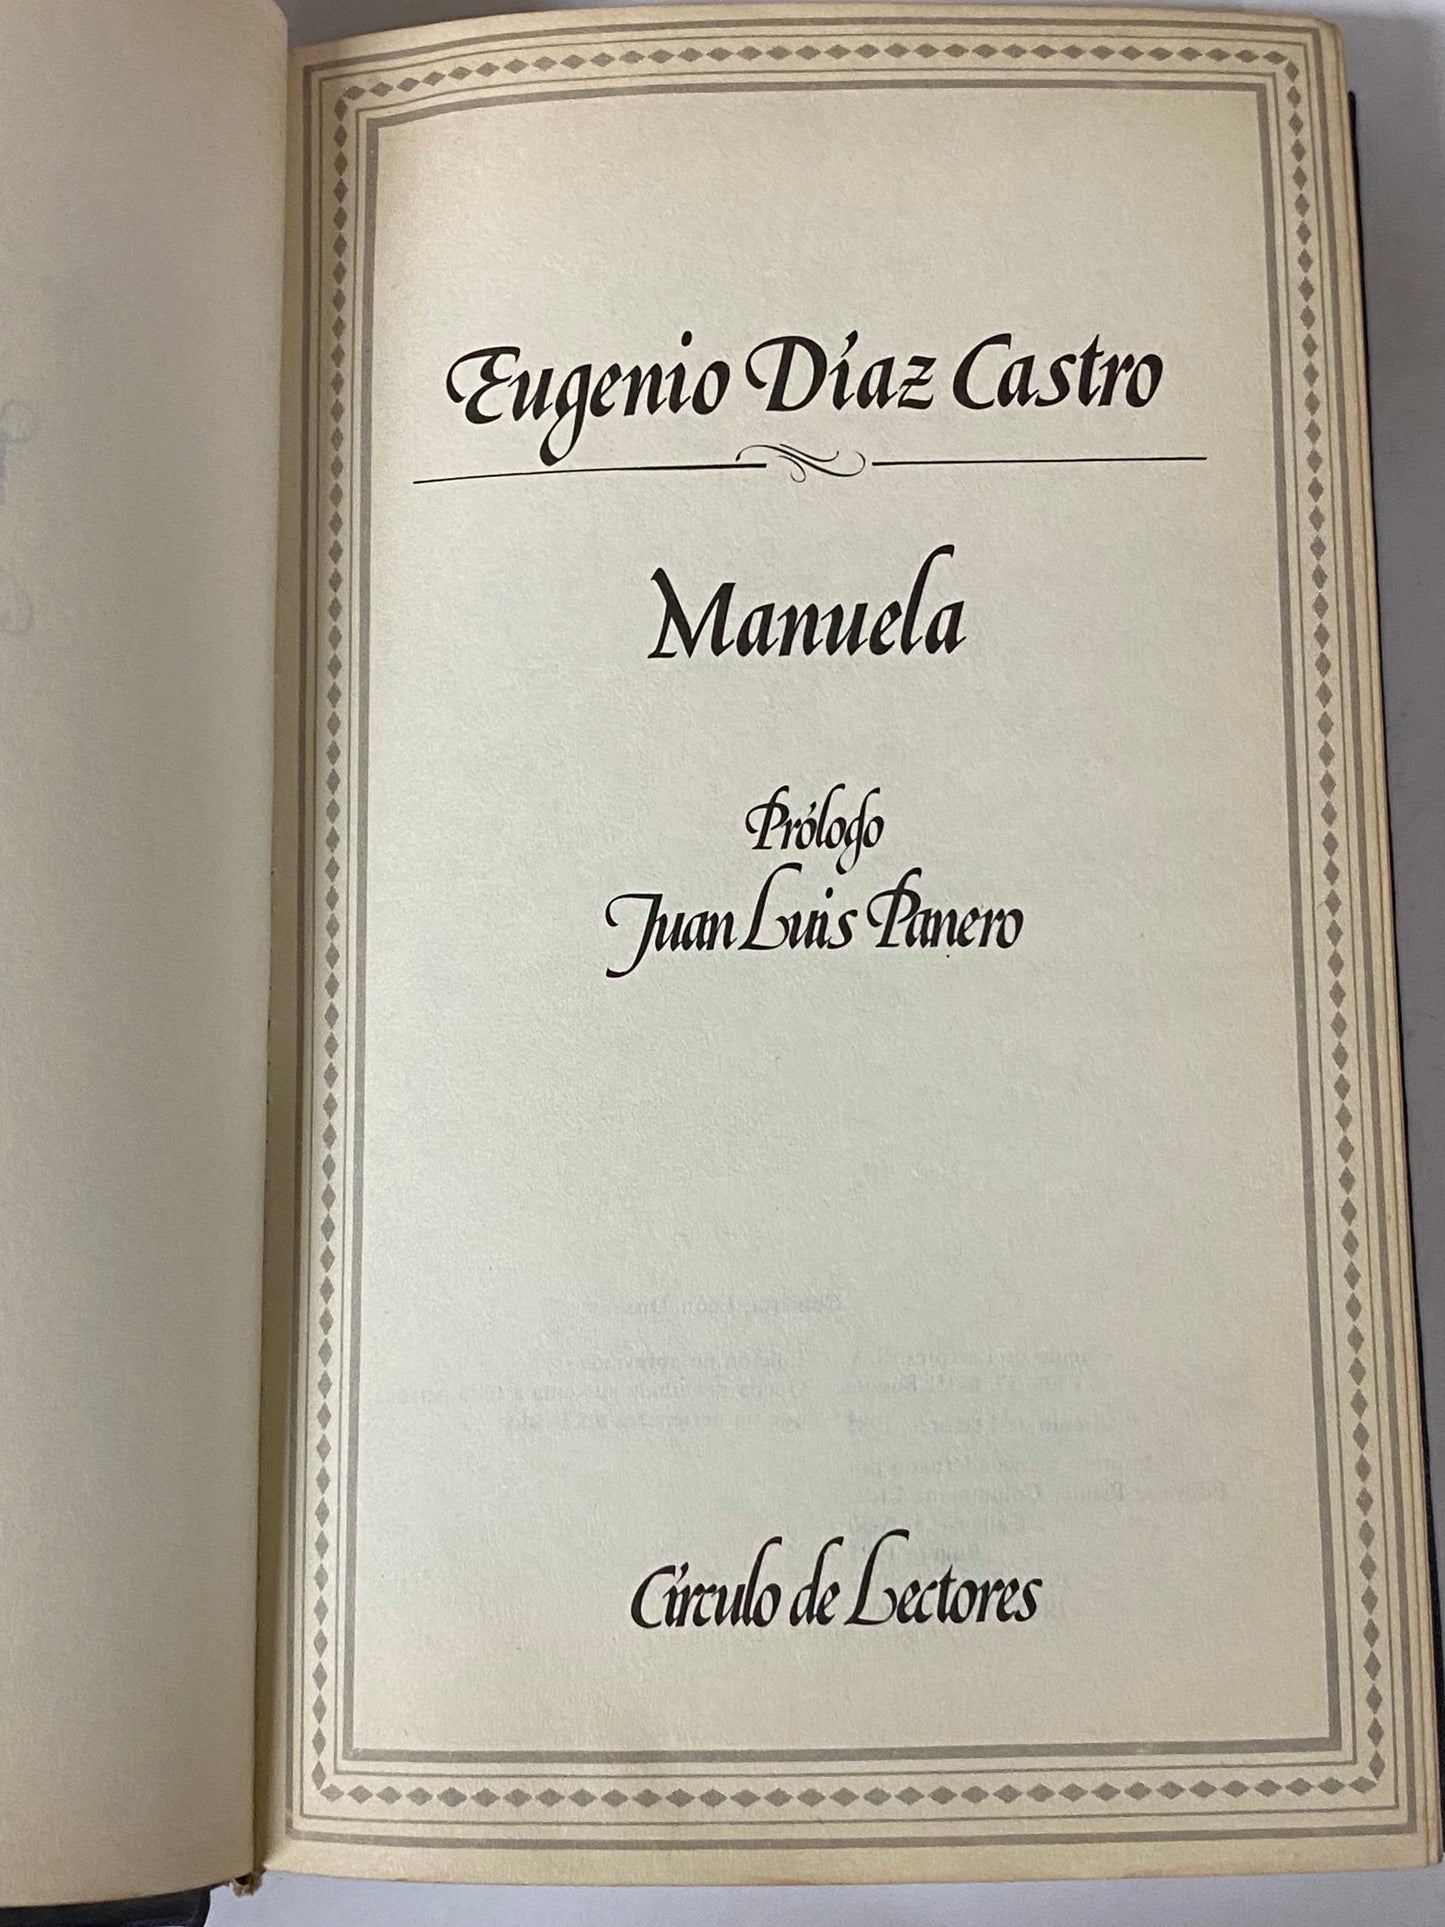 Eugenio Díaz Castro
Manuela
Prólogo
Juan Luis Panero
Círculo de Lectores